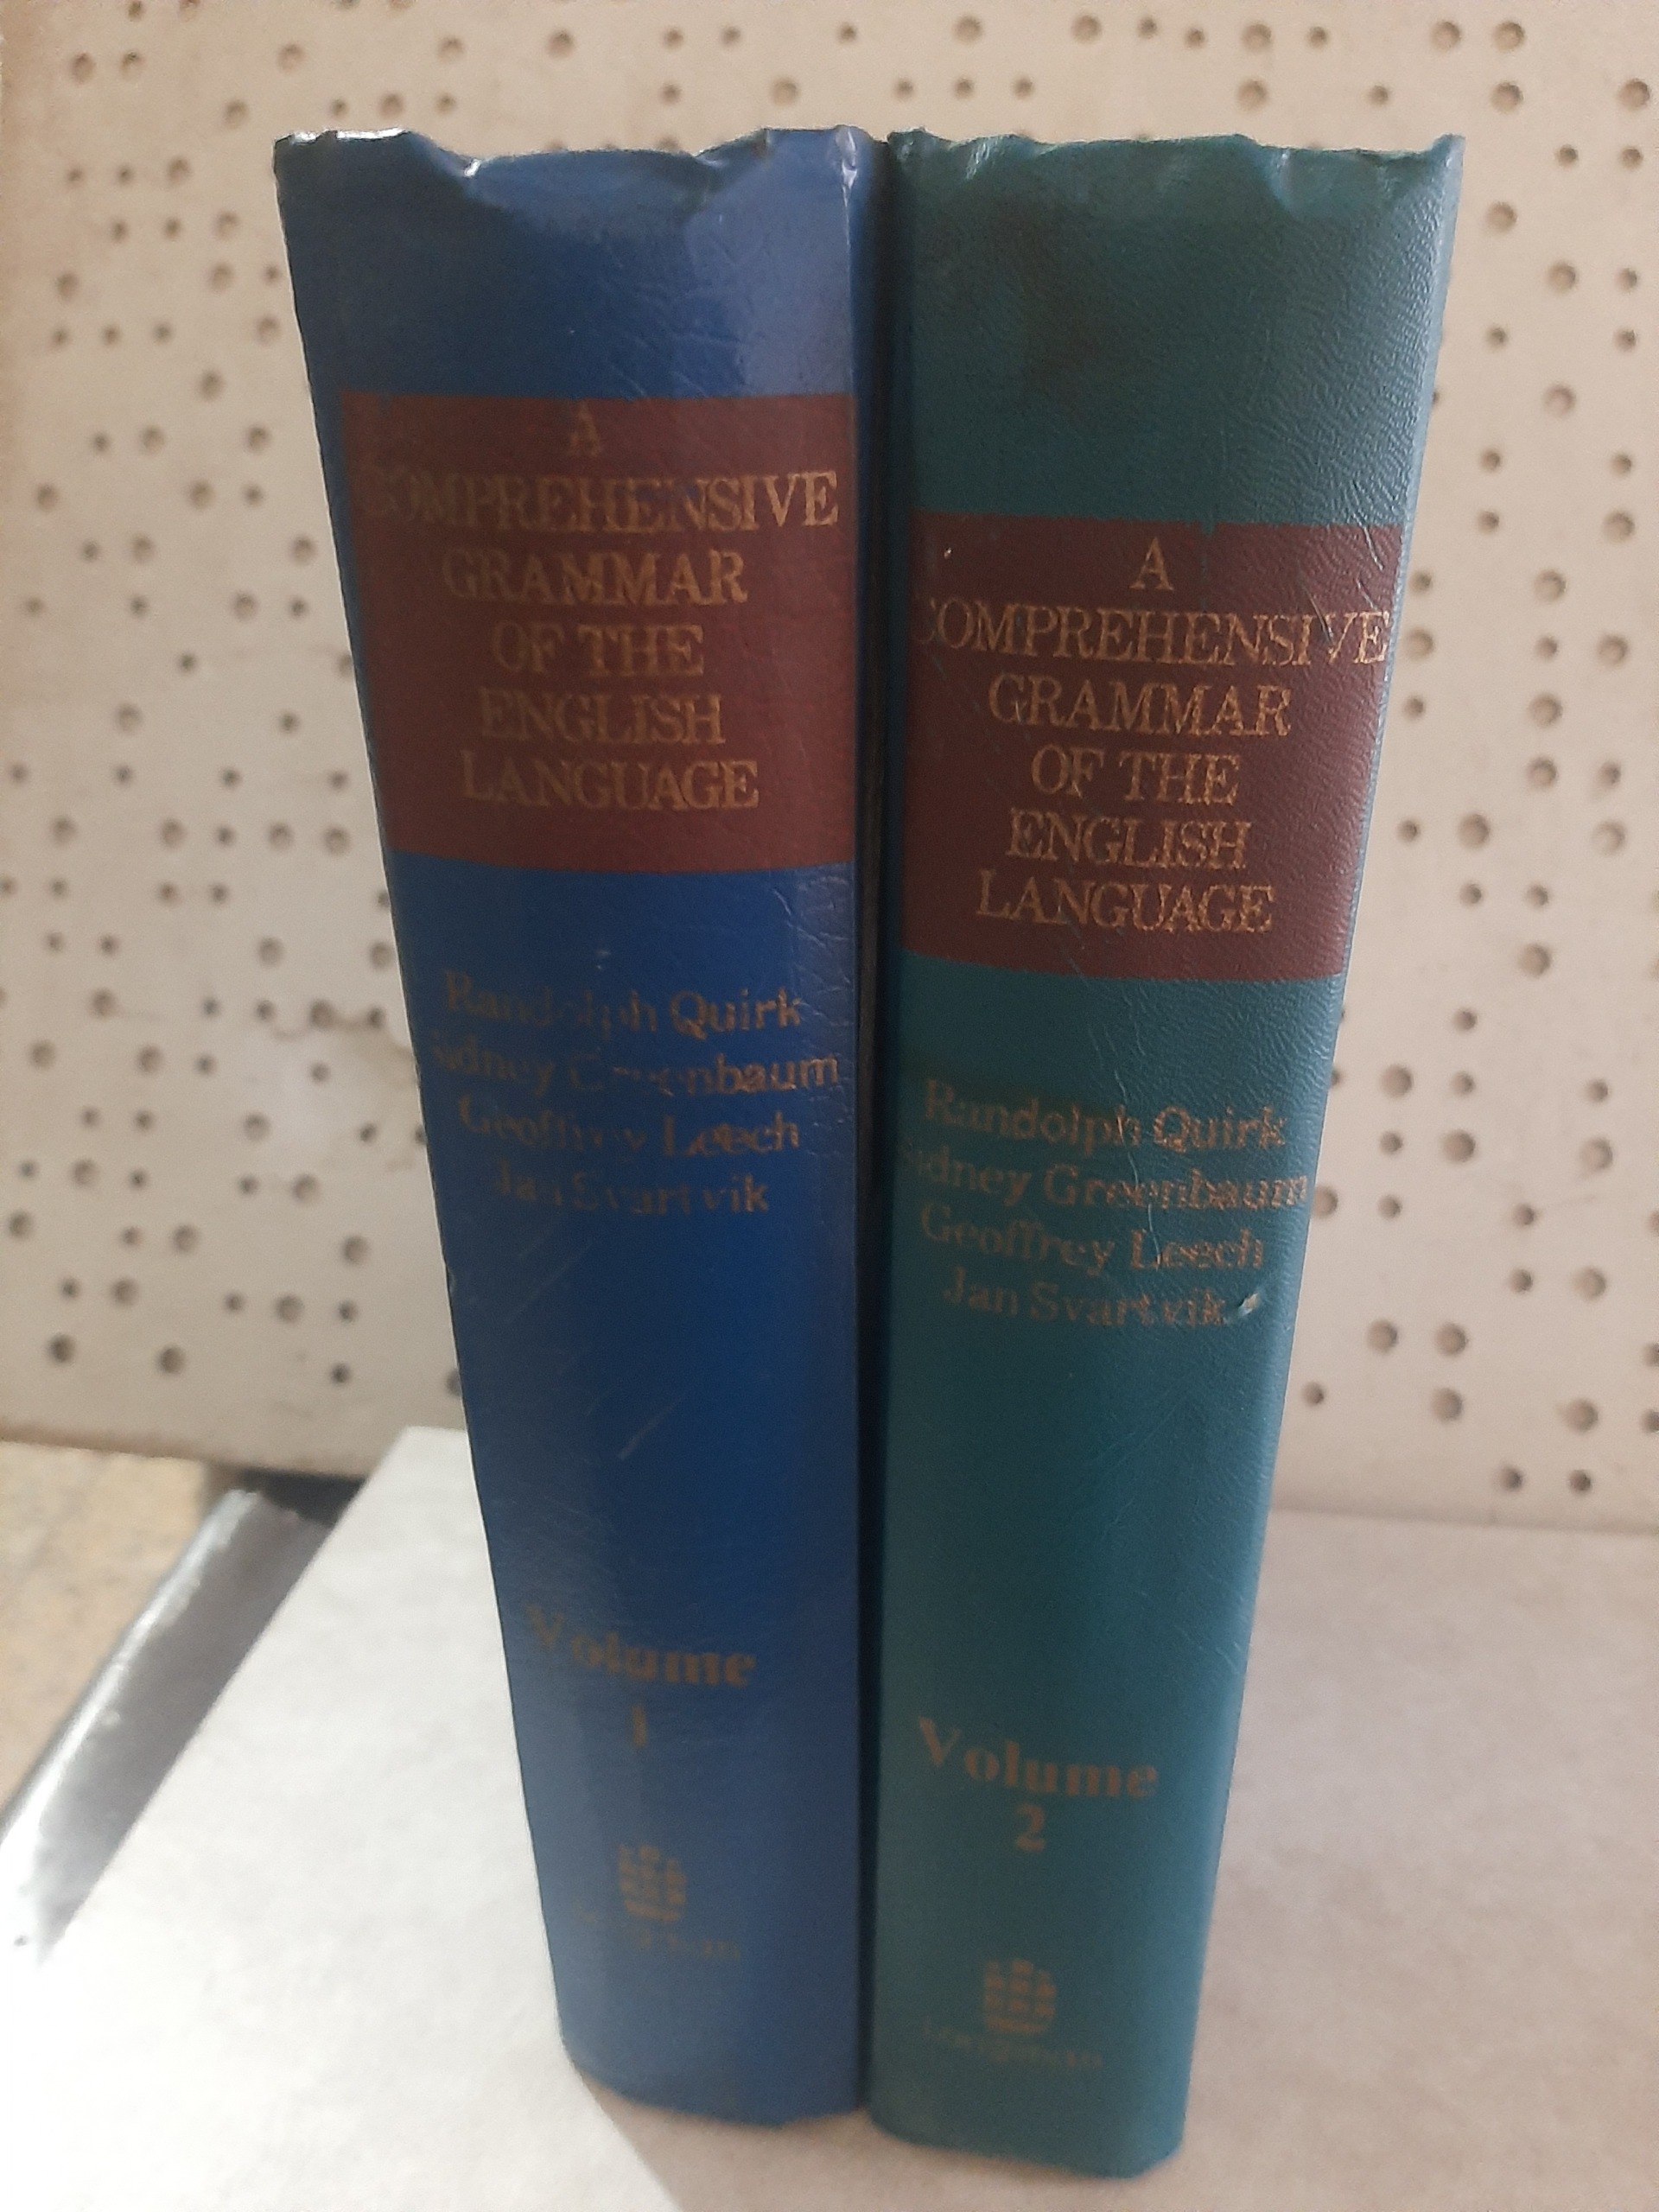 A
COMPREHENSIVE
GRAMMAR
OF THE
ENGLISH
LANGUAGE
Randolph Quirk
Sidney Greenbaum
Geoffrey Leech
Jan Svartvik
Volume
1
A
COMPREHENSIVE
GRAMMAR
OF THE
ENGLISH
LANGUAGE
Randolph Quirk
Sidney Greenbaum
Geoffrey Leech
Jan Svartvik
Volume
2
Longman